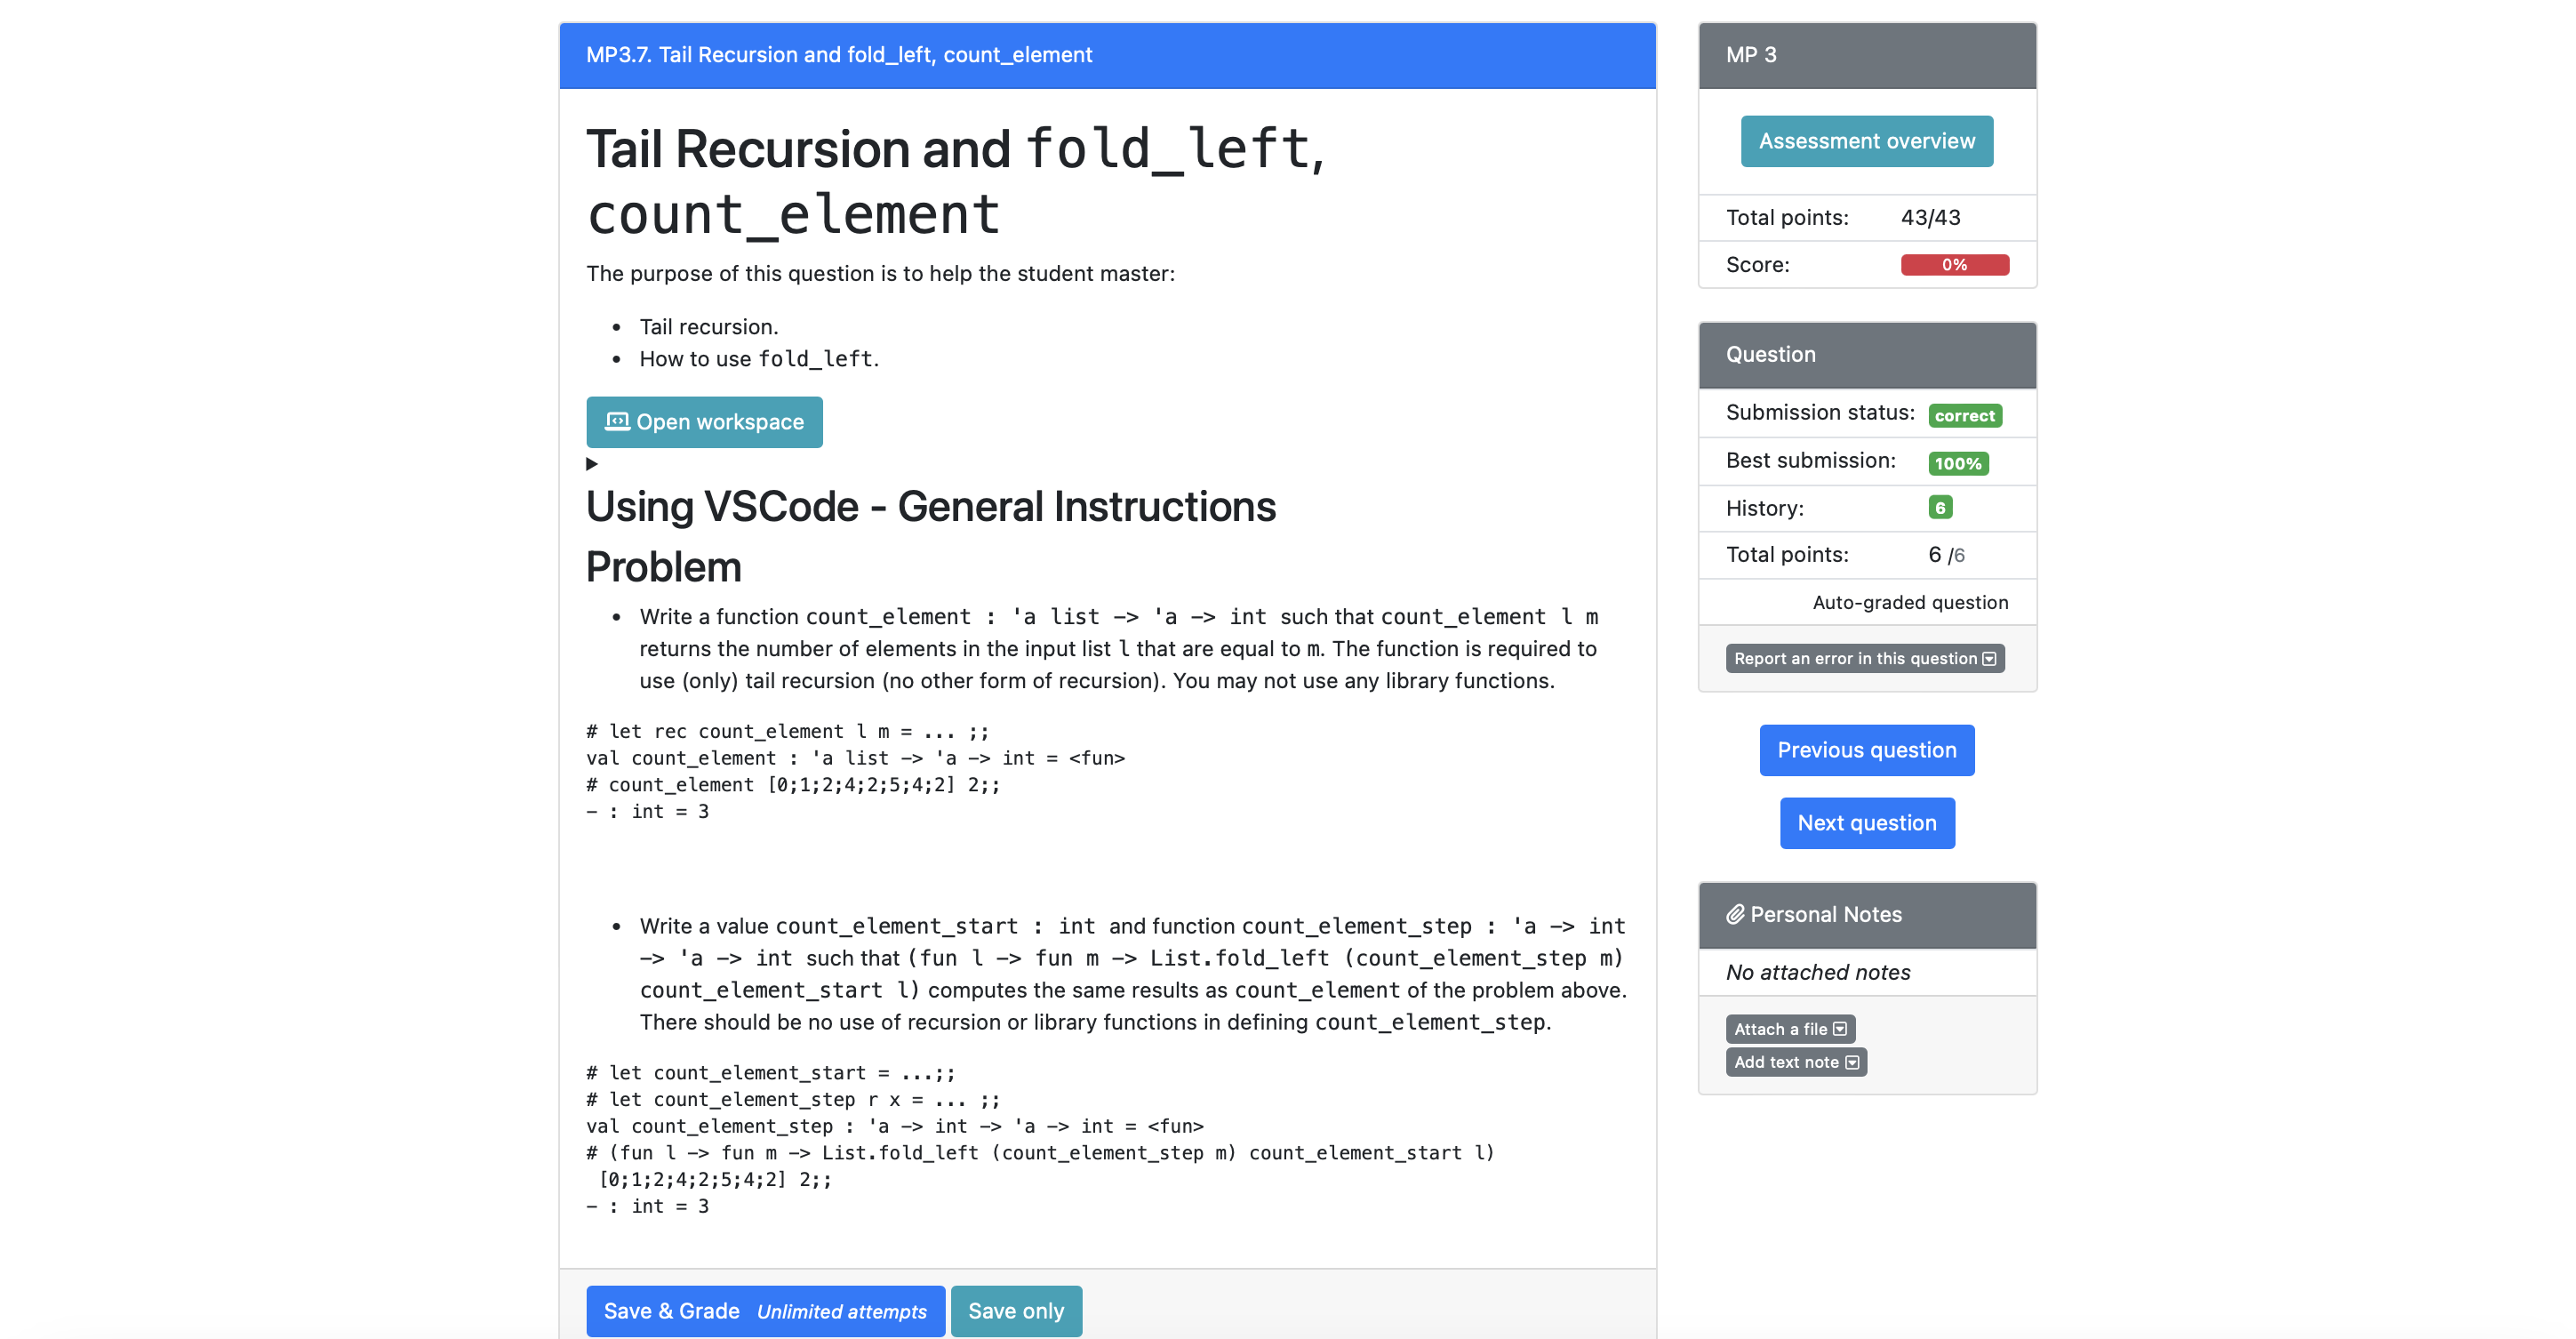 MP3.7. Tail Recursion and fold_left, count_element
Tail Recursion and fold_left,
count_element
The purpose of this question is to help the student master:
• Tail recursion.
• How to use fold_left.
Open workspace
Using VSCode - General Instructions
Problem
• Write a function count_element : 'a list -> 'a -> int such that count_element l m
returns the number of elements in the input list l that are equal to m. The function is required to
use (only) tail recursion (no other form of recursion). You may not use any library functions.
# let rec count_element l m = ... ;;
val count_element : 'a list -> 'a -> int = <fun>
# count_element [0;1;2;4;2;5;4;2] 2;;
- : int = 3
• Write a value count_element_start : int and function count_element_step : 'a -> int
-> 'a -> int such that (fun l -> fun m -> List.fold_left (count_element_step m)
count_element_start l) computes the same results as count_element of the problem above.
There should be no use of recursion or library functions in defining count_element_step.
# let count_element_start = ...;;
# let count_element_step r x = ... ;;
val count_element_step : 'a -> int -> 'a -> int = <fun>
# (fun l -> fun m -> List.fold_left (count_element_step m) count_element_start l)
[0;1;2;4;2;5;4;2] 2;;
- : int = 3
Save & Grade Unlimited attempts
Save only
MP 3
Assessment overview
Total points: 43/43
Score: 0%
Question
Submission status: correct
Best submission: 100%
History: 6
Total points: 6 /6
Auto-graded question
Report an error in this question
Previous question
Next question
Personal Notes
No attached notes
Attach a file
Add text note